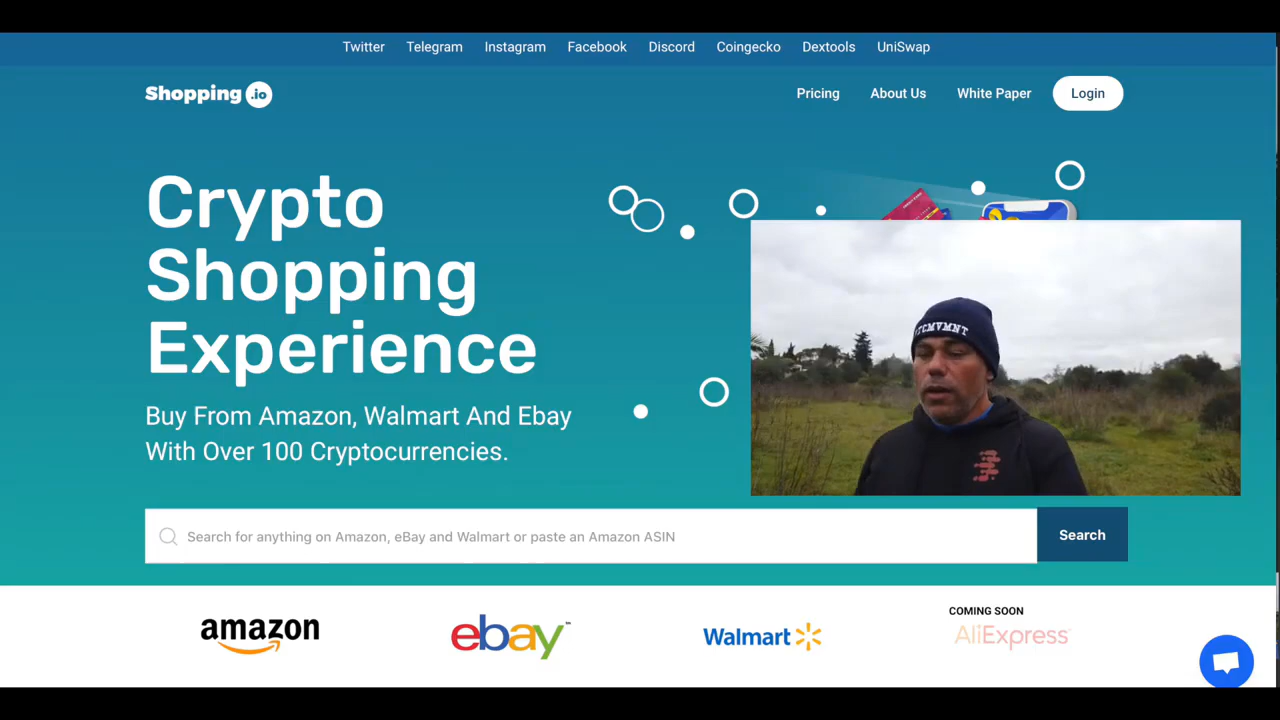 Twitter Telegram Instagram Facebook Discord Coingecko Dextools UniSwap
Shopping .io Pricing About Us White Paper Login
Crypto
Shopping
Experience
Buy From Amazon, Walmart And Ebay
With Over 100 Cryptocurrencies.
Search for anything on Amazon, eBay and Walmart or paste an Amazon ASIN Search
COMING SOON
amazon ebay Walmart AliExpress